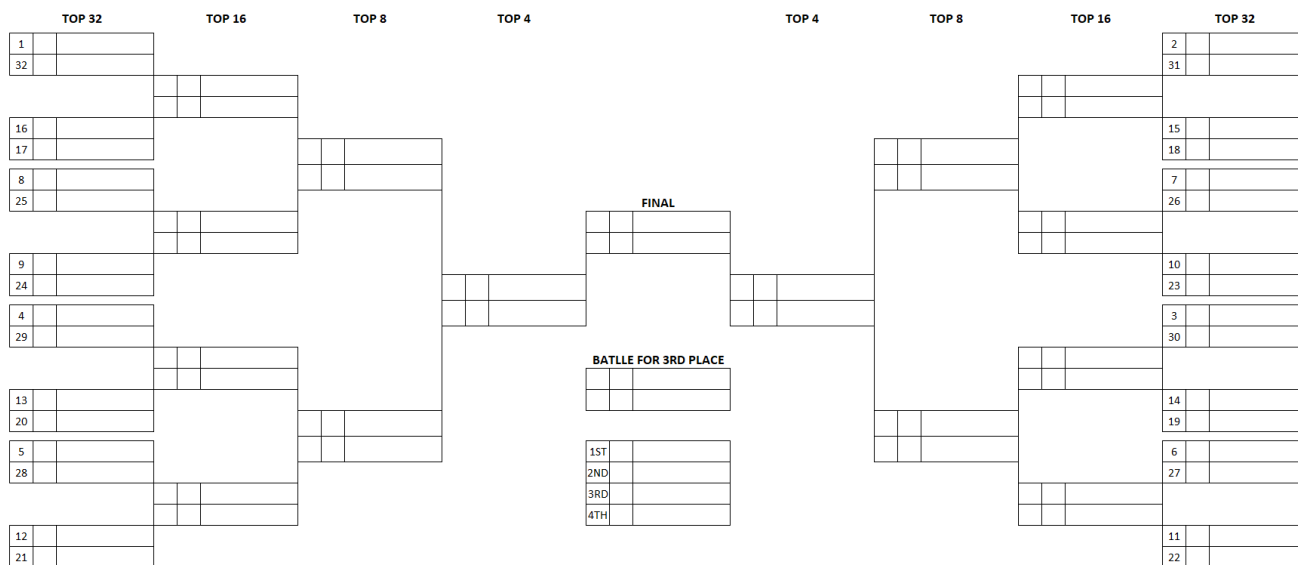 TOP 32 TOP 16 TOP 8 TOP 4 TOP 4 TOP 8 TOP 16 TOP 32
1 2
32 31
16 15
17 18
8 7
25 26
FINAL
9 10
24 23
4 3
29 30
BATLLE FOR 3RD PLACE
13 14
20 19
5 1ST 6
28 2ND 27
3RD
4TH
12 11
21 22